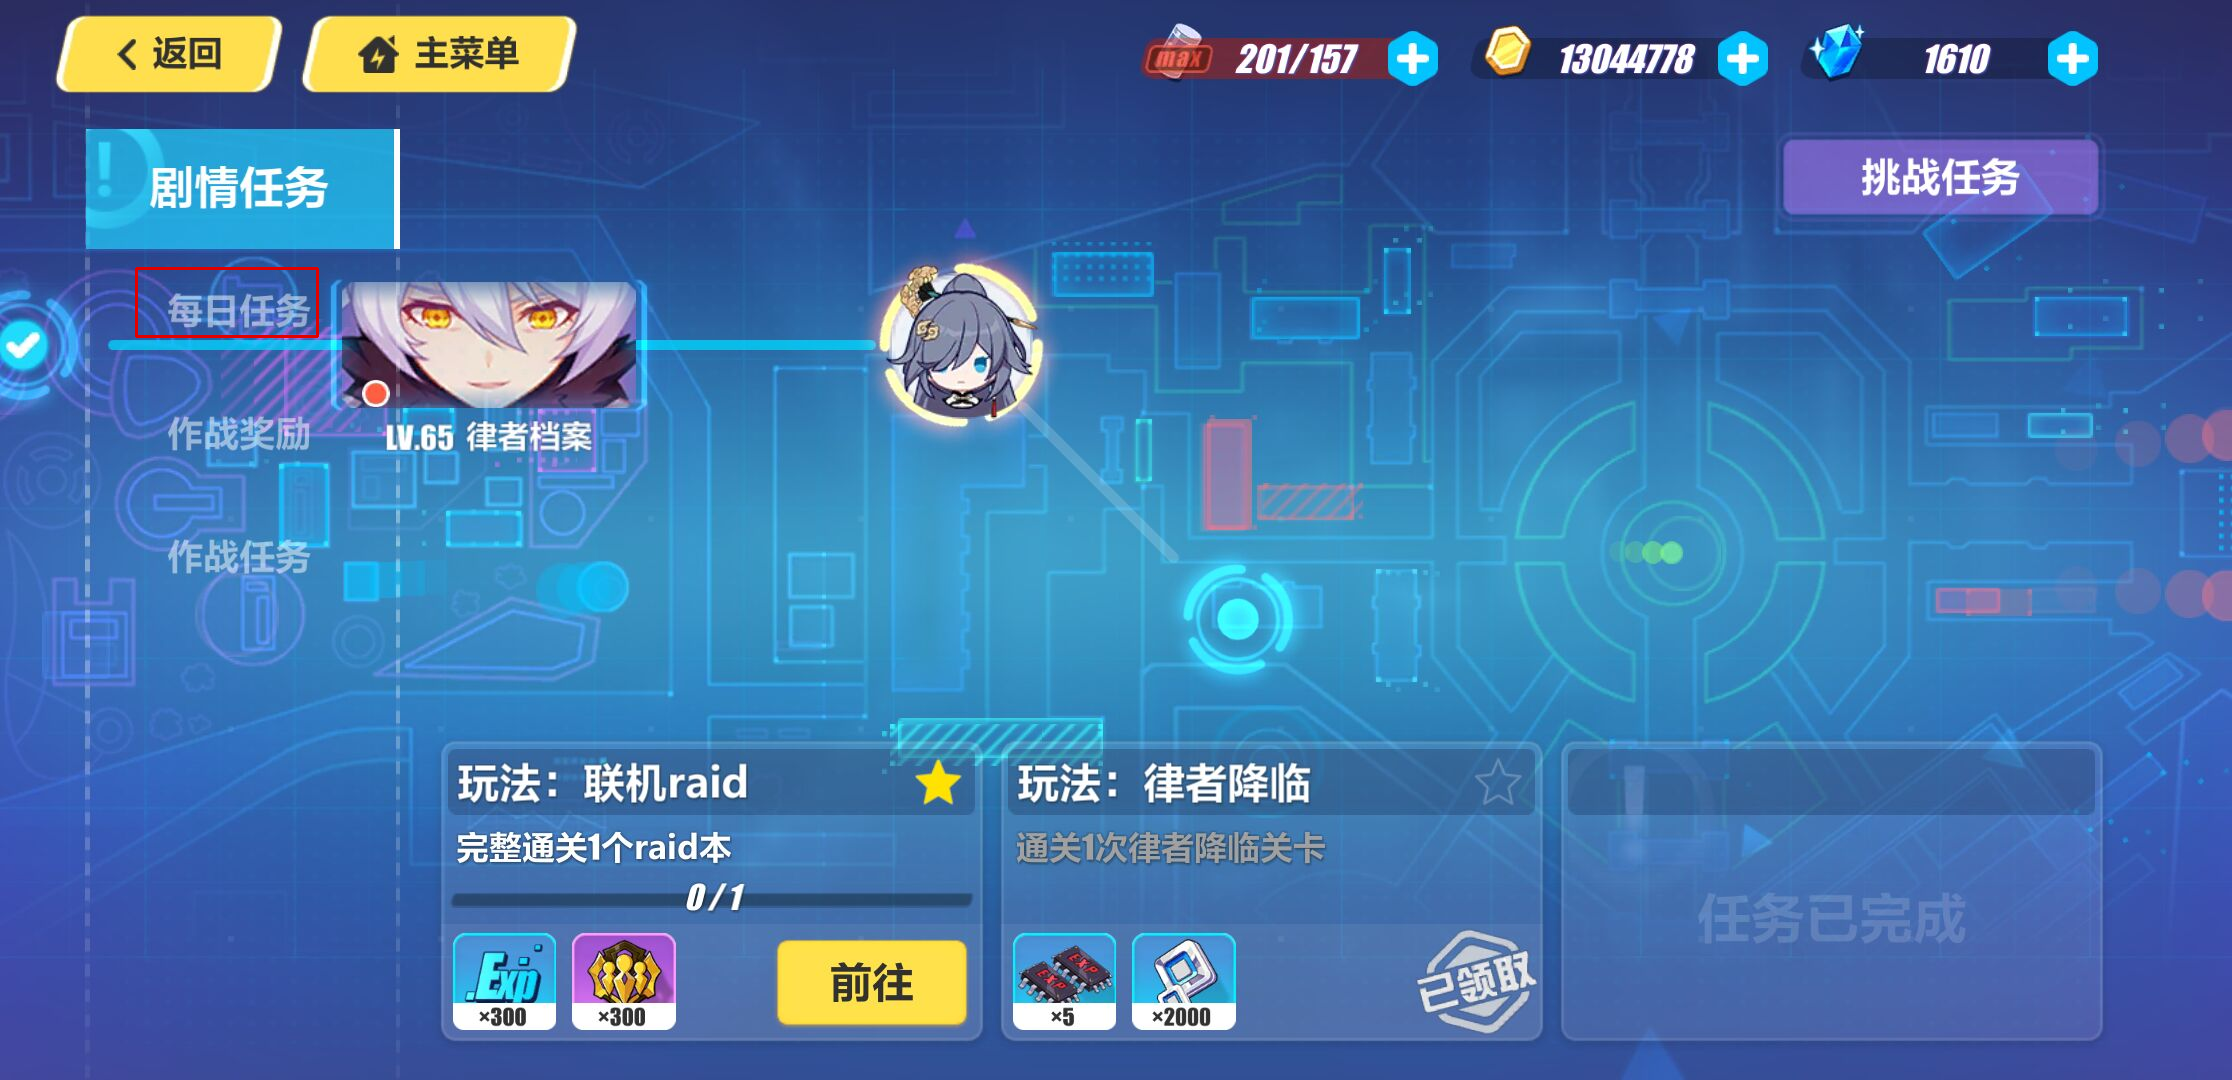 返回
主菜单
max
201/157
13044778
1610
剧情任务
挑战任务
每日任务
作战奖励
LV.65 律者档案
作战任务
玩法：联机raid
完整通关1个raid本
0/1
Exp
×300
×300
前往
玩法：律者降临
通关1次律者降临关卡
EXP
EXP
×5
×2000
已领取
任务已完成